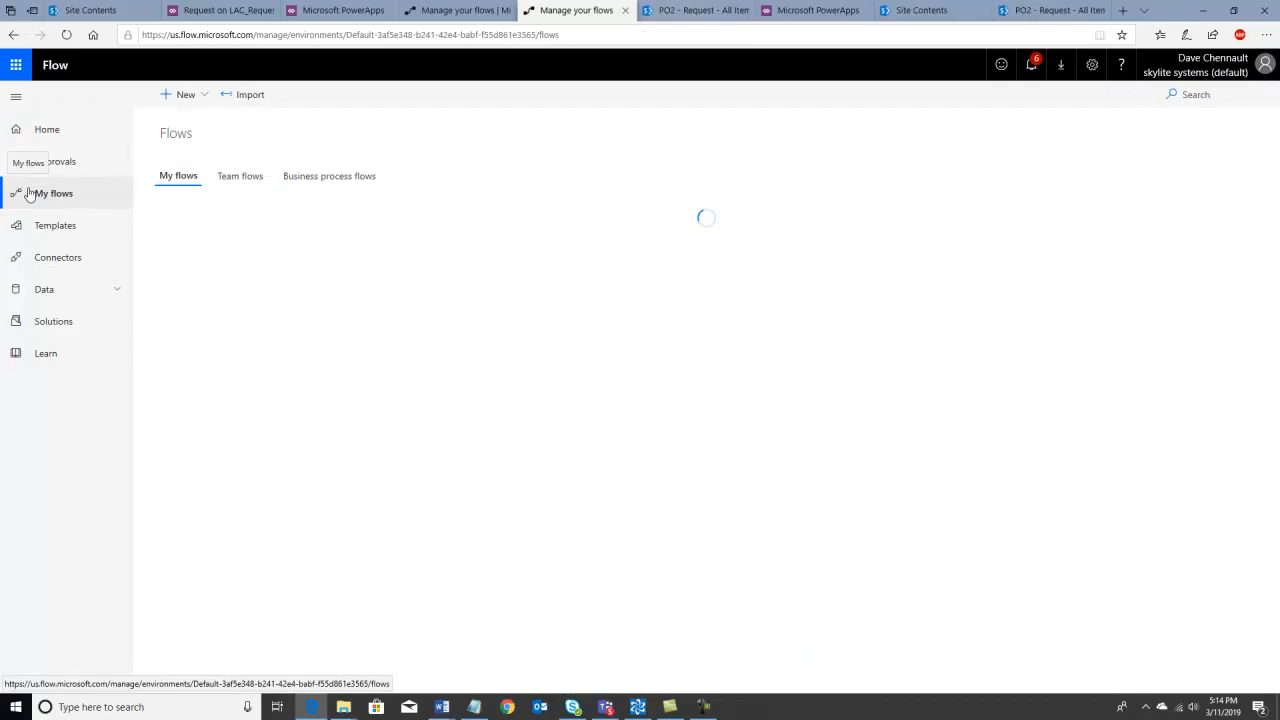 Site Contents
Request on LAC_Reque
Microsoft PowerApps
Manage your flows | Mi
Manage your flows
PO2 - Request - All Item
Microsoft PowerApps
Site Contents
PO2 - Request - All Item
https://us.flow.microsoft.com/manage/environments/Default-3af5e348-b241-42e4-babf-f55d861e3565/flows
ABP
Flow
6
?
Dave Chennault
skylite systems (default)
New
Import
Search
Home
Flows
My flows
rovals
My flows
Team flows
Business process flows
My flows
Templates
Connectors
Data
Solutions
Learn
https://us.flow.microsoft.com/manage/environments/Default-3af5e348-b241-42e4-babf-f55d861e3565/flows
Type here to search
5:14 PM
3/11/2019